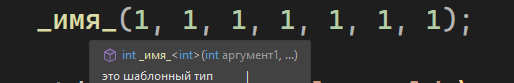 _имя_(1, 1, 1, 1, 1, 1, 1);
int _имя_<int>(int аргумент1, ...)
это шаблонный тип